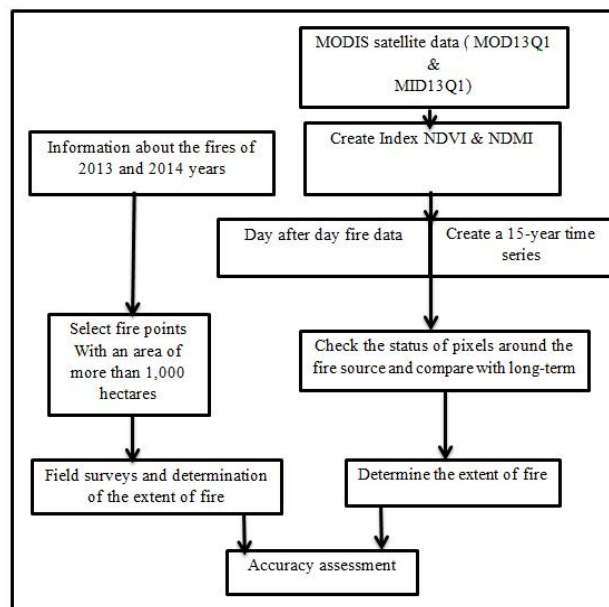 MODIS satellite data ( MOD13Q1
&
MID13Q1)
Information about the fires of
2013 and 2014 years
Create Index NDVI & NDMI
Day after day fire data
Create a 15-year time
series
Select fire points
With an area of
more than 1,000
hectares
Check the status of pixels around the
fire source and compare with long-term
Field surveys and determination
of the extent of fire
Determine the extent of fire
Accuracy assessment